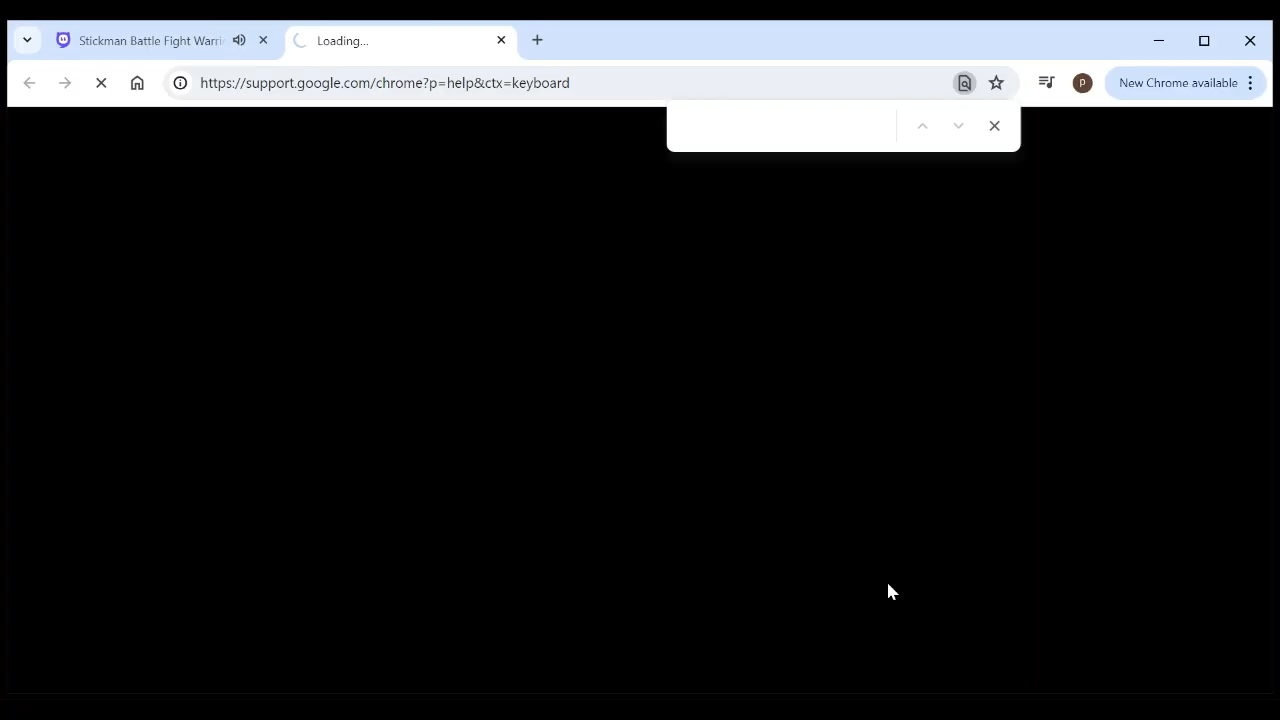 Stickman Battle Fight Warri
Loading...
https://support.google.com/chrome?p=help&ctx=keyboard
p
New Chrome available